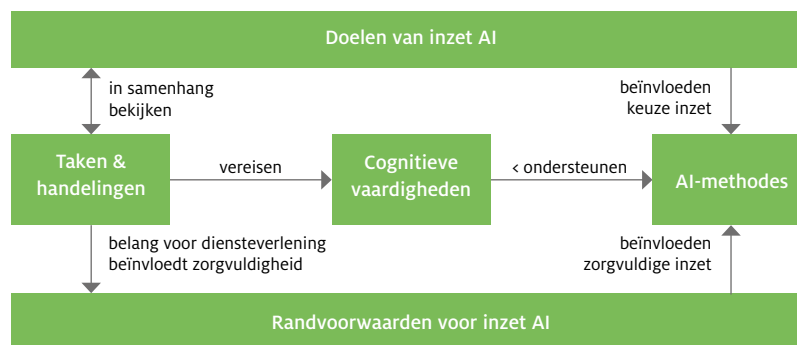 Doelen van inzet AI
in samenhang
bekijken
beïnvloeden
keuze inzet
Taken &
handelingen
vereisen
Cognitieve
vaardigheden
< ondersteunen
AI-methodes
belang voor diensteverlening
beïnvloedt zorgvuldigheid
beïnvloeden
zorgvuldige inzet
Randvoorwaarden voor inzet AI